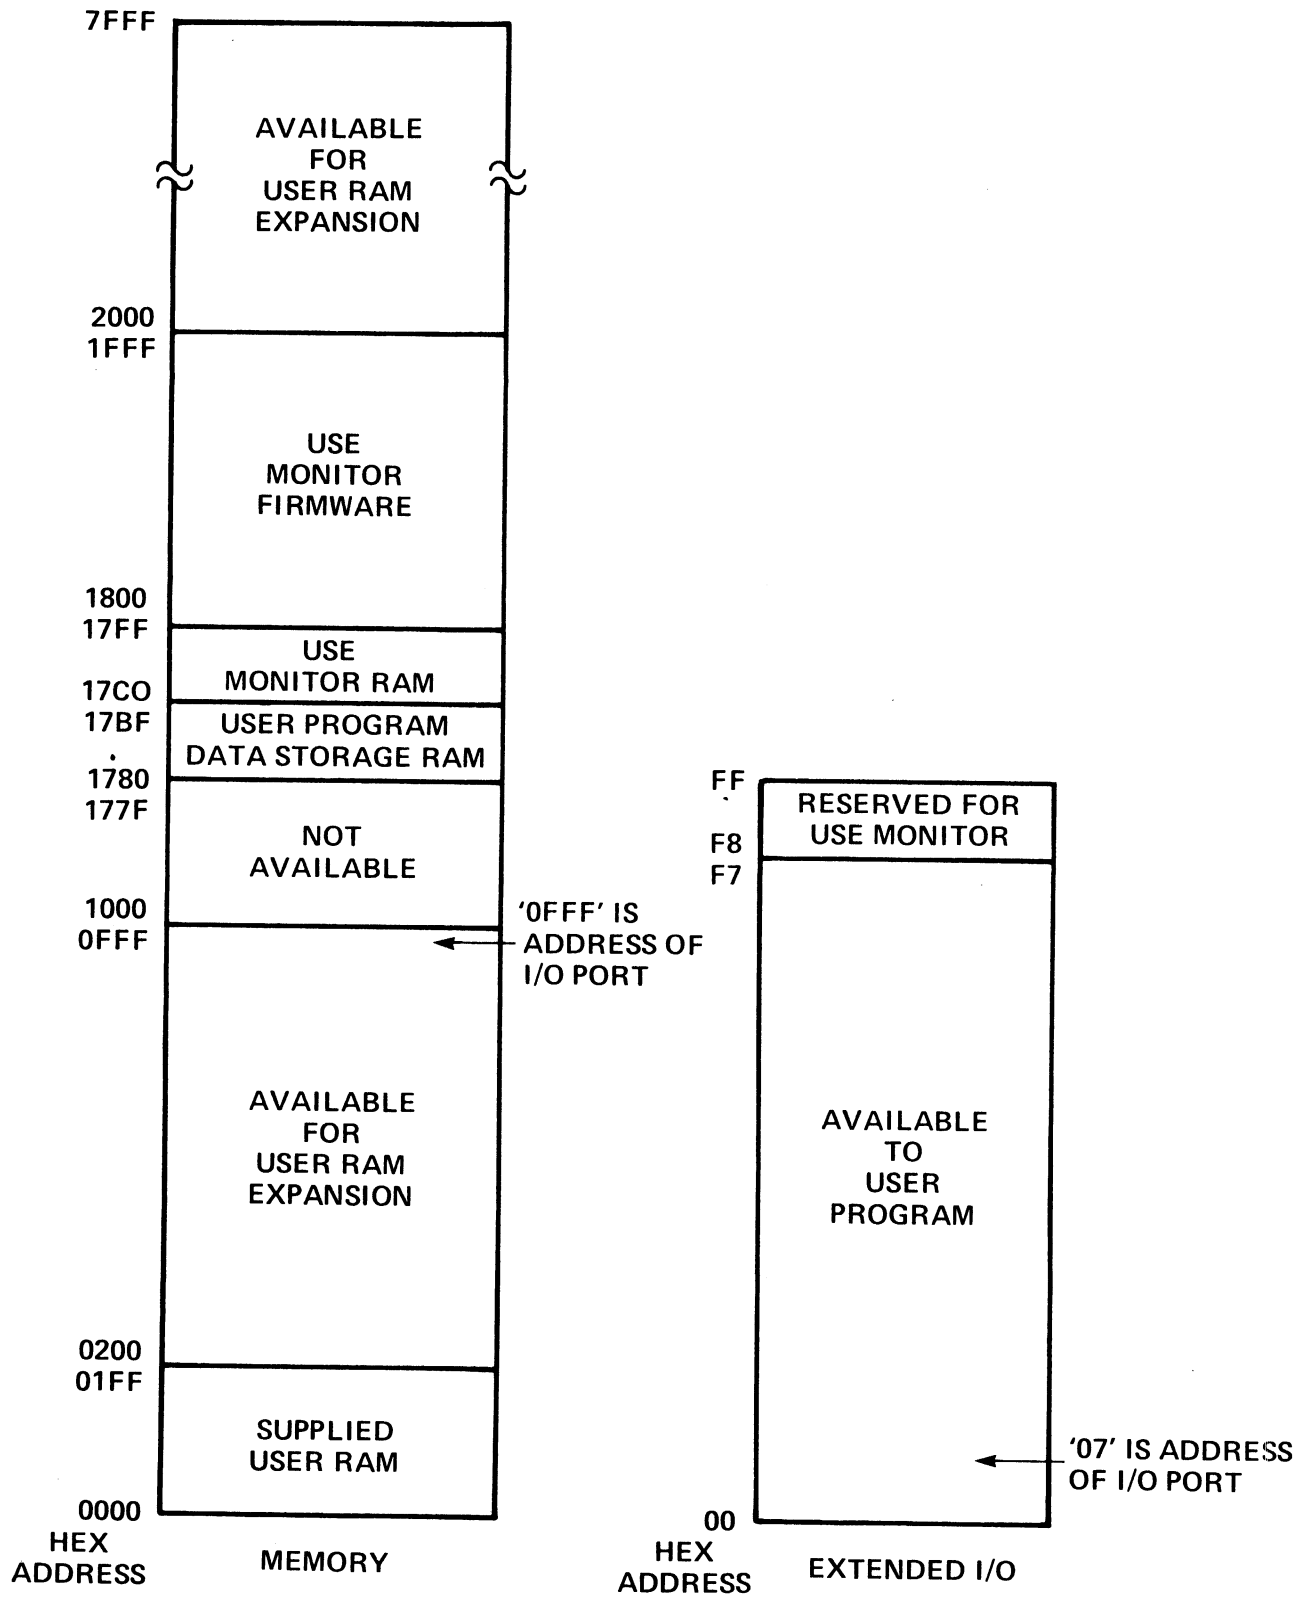 7FFF
AVAILABLE
FOR
USER RAM
EXPANSION
2000
1FFF
USE
MONITOR
FIRMWARE
1800
17FF
USE
MONITOR RAM
17CO
17BF
USER PROGRAM
DATA STORAGE RAM
1780
177F
NOT
AVAILABLE
1000
0FFF
'0FFF' IS
ADDRESS OF
I/O PORT
AVAILABLE
FOR
USER RAM
EXPANSION
0200
01FF
SUPPLIED
USER RAM
0000
HEX
ADDRESS
MEMORY
FF
RESERVED FOR
USE MONITOR
F8
F7
AVAILABLE
TO
USER
PROGRAM
'07' IS ADDRESS
OF I/O PORT
00
HEX
ADDRESS
EXTENDED I/O